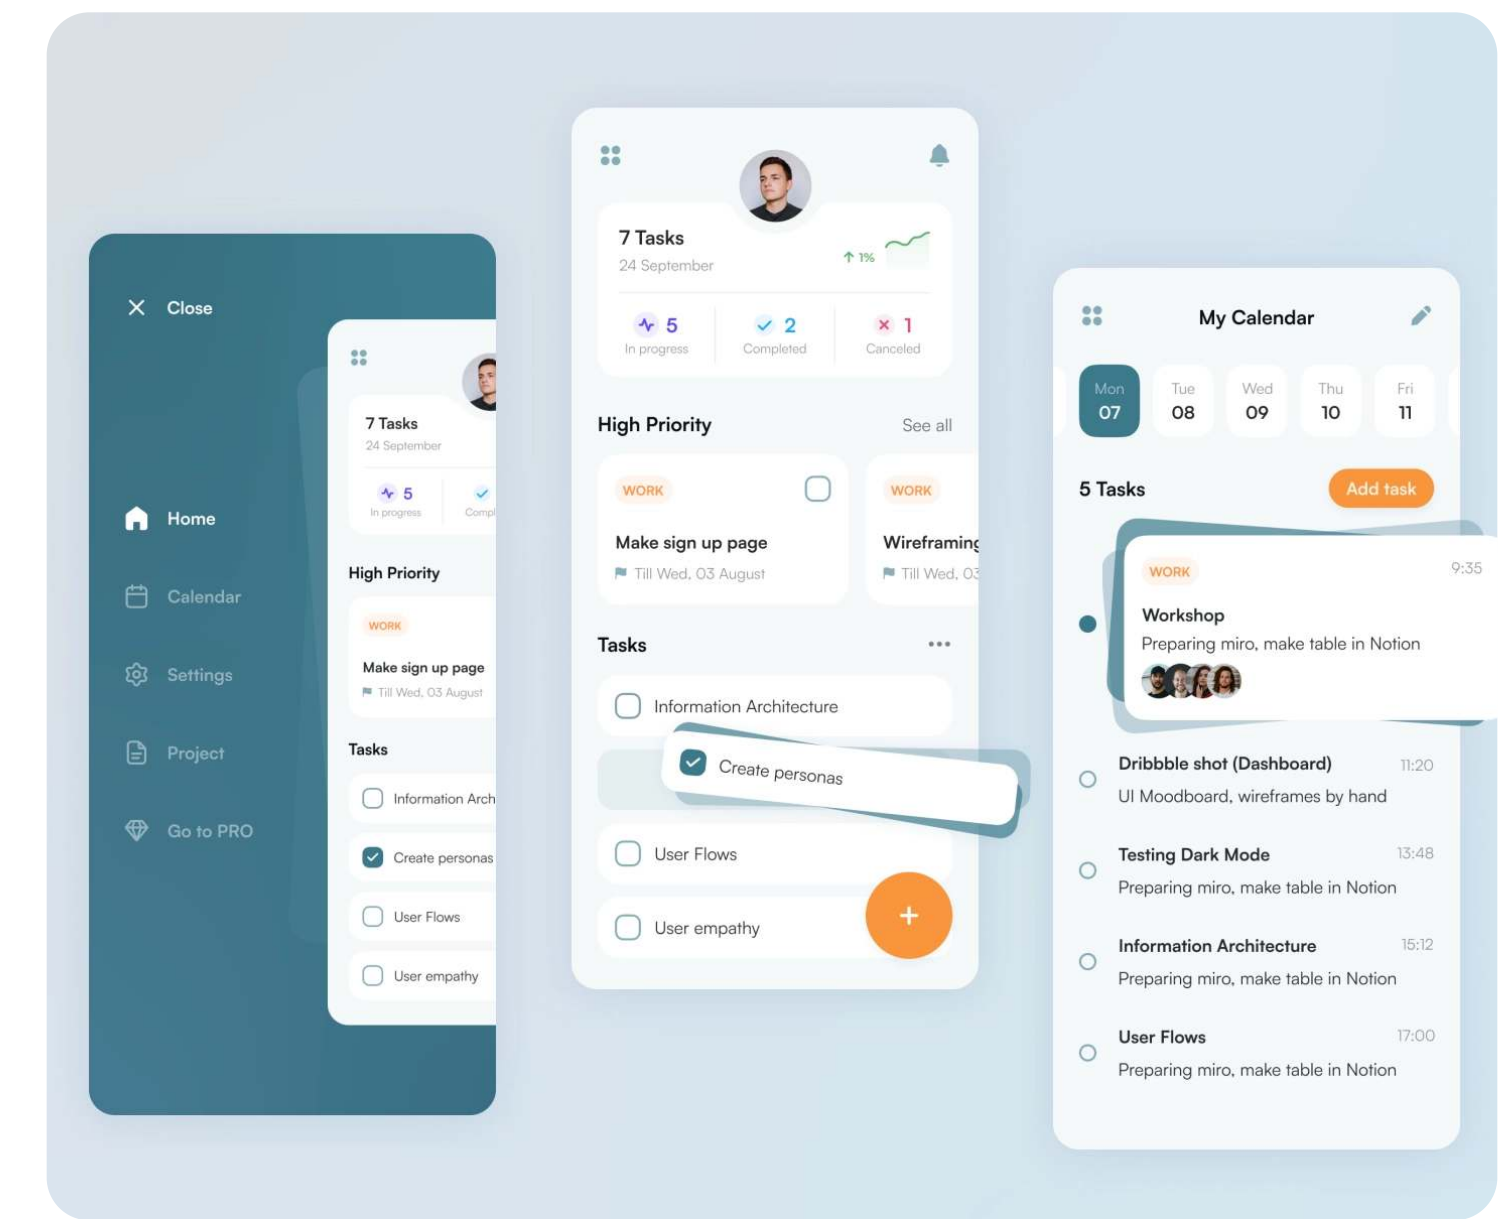 Close
Home
Calendar
Settings
Project
Go to PRO
7 Tasks
24 September
5
In progress
Compl
High Priority
WORK
Make sign up page
Till Wed, 03 August
Tasks
Information Arch
Create personas
User Flows
User empathy
7 Tasks
24 September
1%
5
In progress
2
Completed
1
Canceled
High Priority
See all
WORK
Make sign up page
Till Wed, 03 August
WORK
Wireframing
Till Wed, 03
Tasks
Information Architecture
Create personas
User Flows
User empathy
+
My Calendar
Mon
07
Tue
08
Wed
09
Thu
10
Fri
11
5 Tasks
Add task
WORK
9:35
Workshop
Preparing miro, make table in Notion
Dribbble shot (Dashboard)
11:20
UI Moodboard, wireframes by hand
Testing Dark Mode
13:48
Preparing miro, make table in Notion
Information Architecture
15:12
Preparing miro, make table in Notion
User Flows
17:00
Preparing miro, make table in Notion